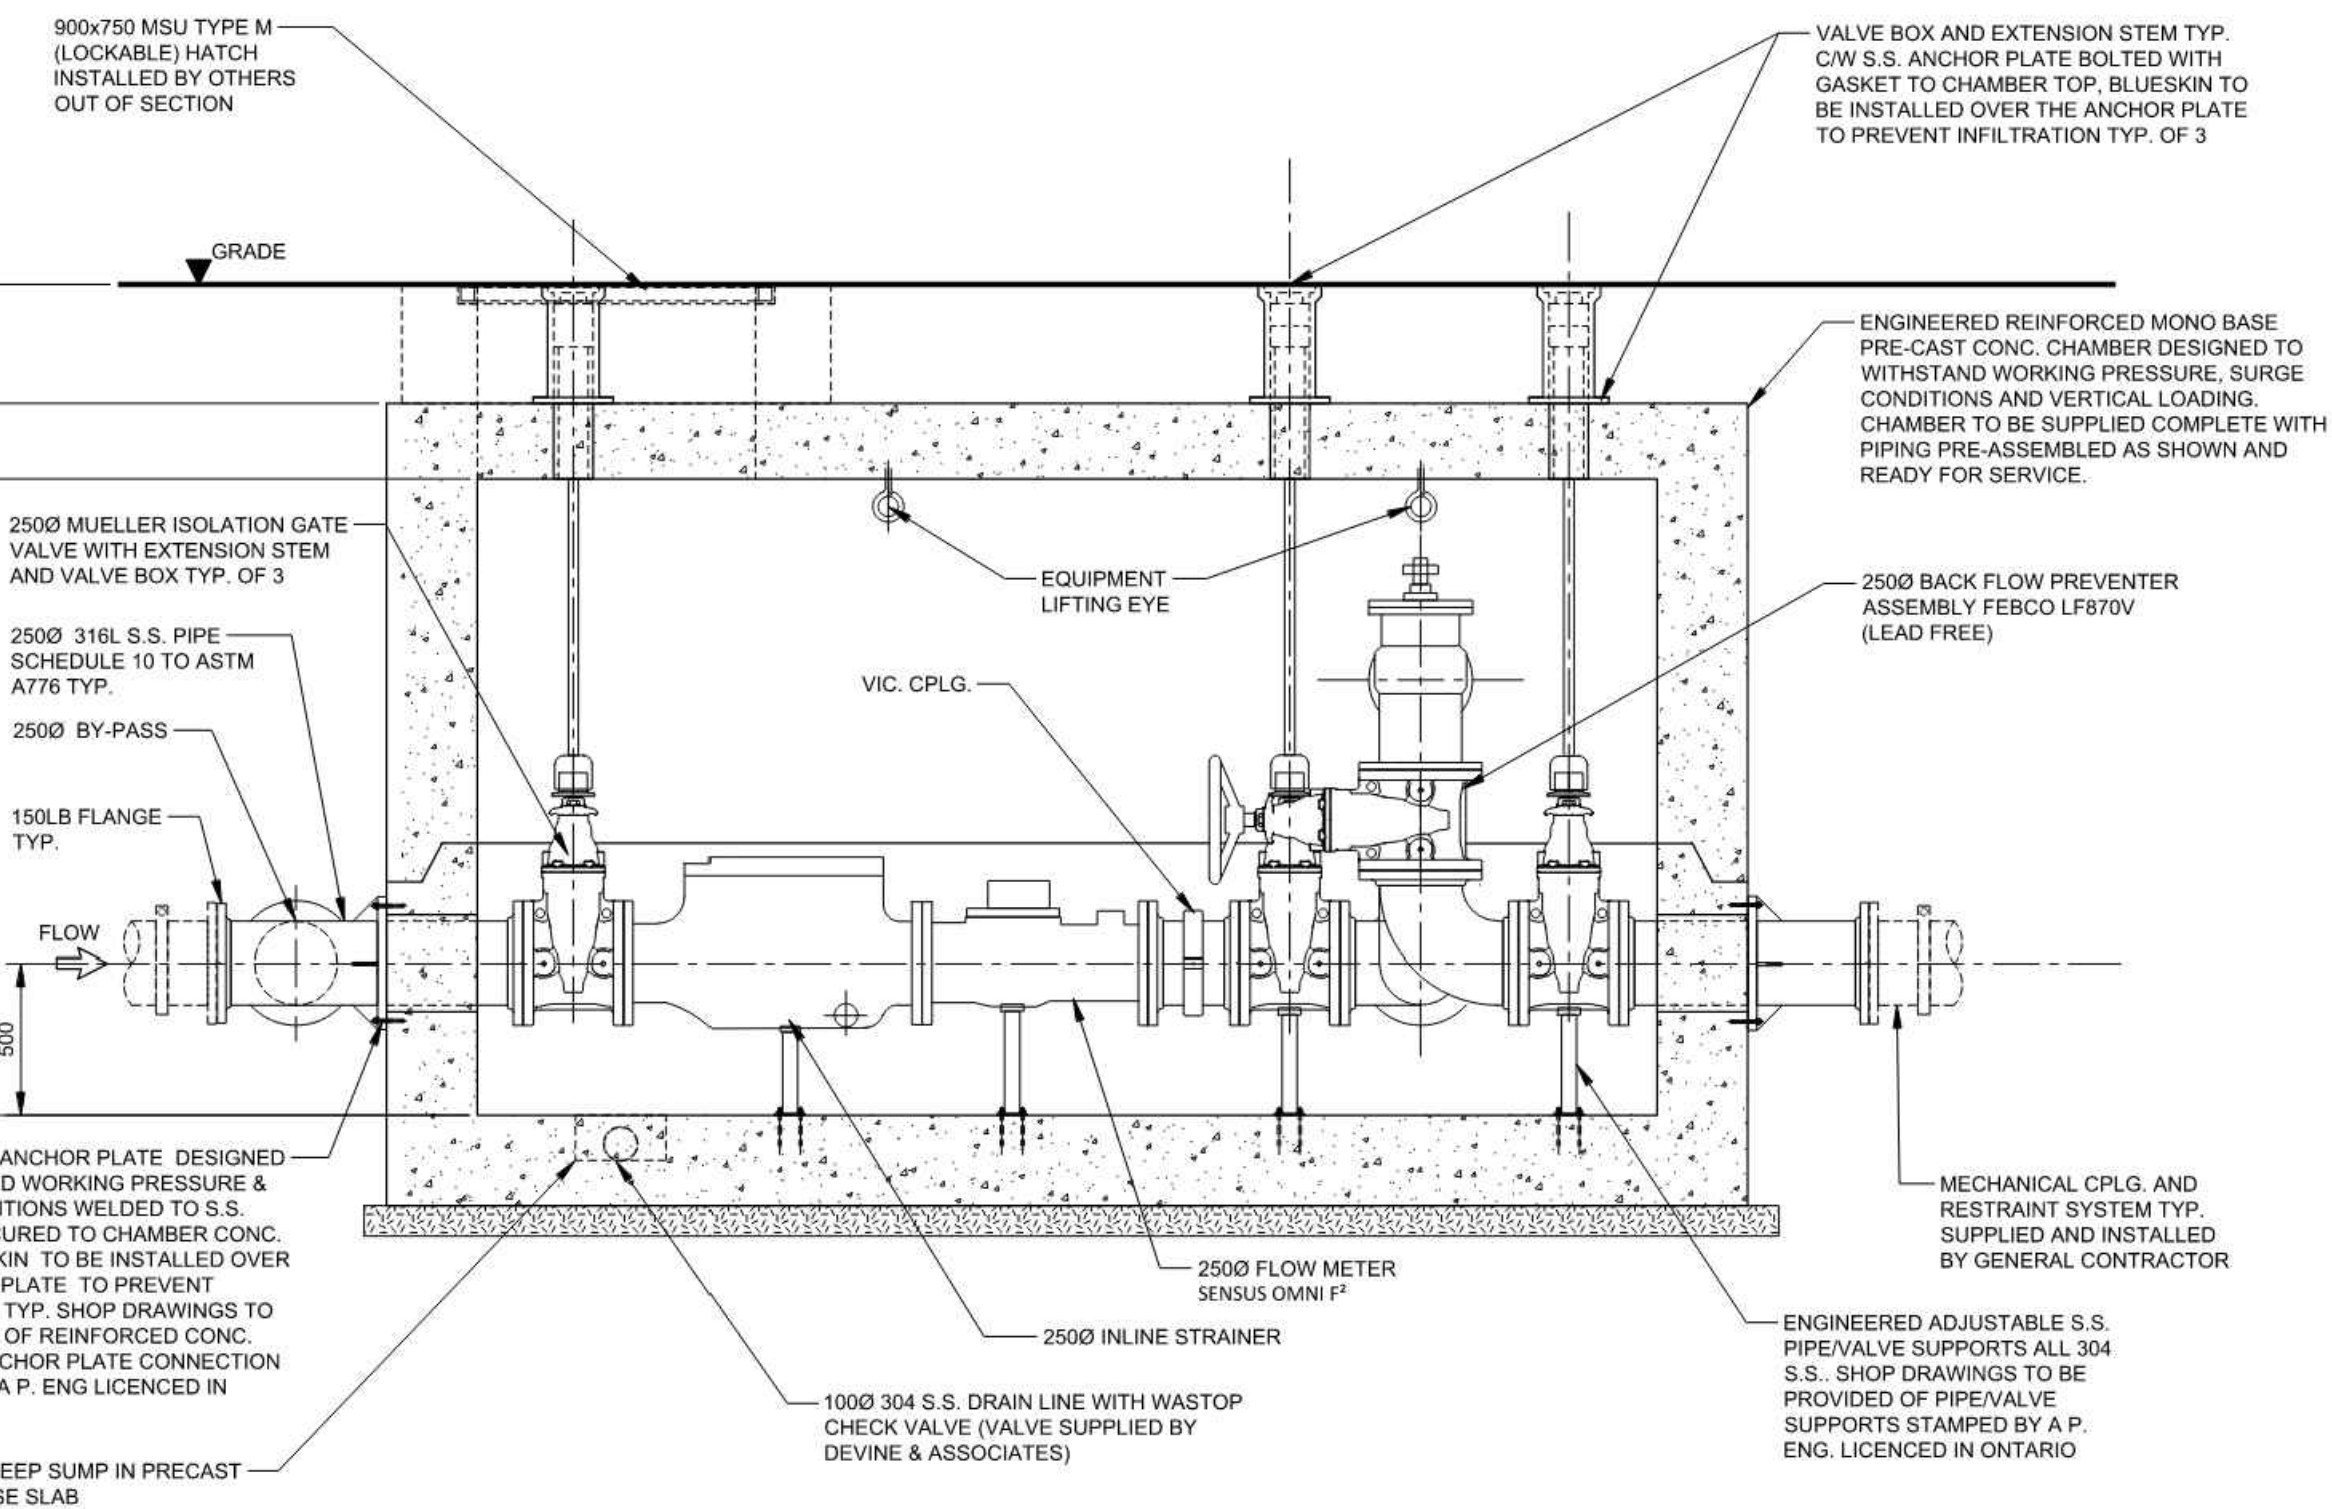 900x750 MSU TYPE M
(LOCKABLE) HATCH
INSTALLED BY OTHERS
OUT OF SECTION
VALVE BOX AND EXTENSION STEM TYP.
C/W S.S. ANCHOR PLATE BOLTED WITH
GASKET TO CHAMBER TOP, BLUESKIN TO
BE INSTALLED OVER THE ANCHOR PLATE
TO PREVENT INFILTRATION TYP. OF 3
GRADE
ENGINEERED REINFORCED MONO BASE
PRE-CAST CONC. CHAMBER DESIGNED TO
WITHSTAND WORKING PRESSURE, SURGE
CONDITIONS AND VERTICAL LOADING.
CHAMBER TO BE SUPPLIED COMPLETE WITH
PIPING PRE-ASSEMBLED AS SHOWN AND
READY FOR SERVICE.
250Ø MUELLER ISOLATION GATE
VALVE WITH EXTENSION STEM
AND VALVE BOX TYP. OF 3
EQUIPMENT
LIFTING EYE
250Ø BACK FLOW PREVENTER
ASSEMBLY FEBCO LF870V
(LEAD FREE)
250Ø 316L S.S. PIPE
SCHEDULE 10 TO ASTM
A776 TYP.
VIC. CPLG.
250Ø BY-PASS
150LB FLANGE
TYP.
FLOW
500
ANCHOR PLATE DESIGNED
D WORKING PRESSURE &
ITIONS WELDED TO S.S.
URED TO CHAMBER CONC.
KIN TO BE INSTALLED OVER
PLATE TO PREVENT
TYP. SHOP DRAWINGS TO
OF REINFORCED CONC.
CHOR PLATE CONNECTION
A P. ENG LICENCED IN
EEP SUMP IN PRECAST
SE SLAB
250Ø FLOW METER
SENSUS OMNI F²
250Ø INLINE STRAINER
100Ø 304 S.S. DRAIN LINE WITH WASTOP
CHECK VALVE (VALVE SUPPLIED BY
DEVINE & ASSOCIATES)
MECHANICAL CPLG. AND
RESTRAINT SYSTEM TYP.
SUPPLIED AND INSTALLED
BY GENERAL CONTRACTOR
ENGINEERED ADJUSTABLE S.S.
PIPE/VALVE SUPPORTS ALL 304
S.S.. SHOP DRAWINGS TO BE
PROVIDED OF PIPE/VALVE
SUPPORTS STAMPED BY A P.
ENG. LICENCED IN ONTARIO